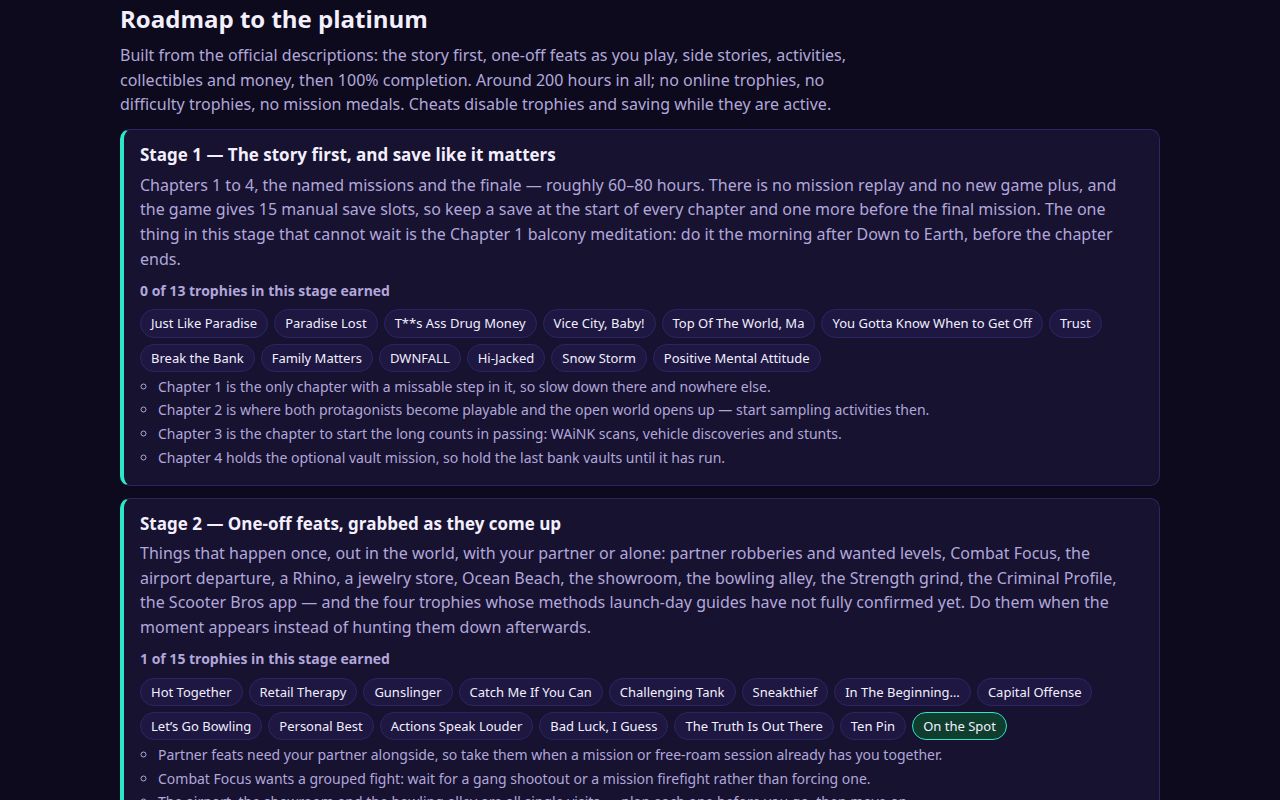 Roadmap to the platinum
Built from the official descriptions: the story first, one-off feats as you play, side stories, activities,
collectibles and money, then 100% completion. Around 200 hours in all; no online trophies, no
difficulty trophies, no mission medals. Cheats disable trophies and saving while they are active.
Stage 1 — The story first, and save like it matters
Chapters 1 to 4, the named missions and the finale — roughly 60–80 hours. There is no mission replay and no new game plus, and
the game gives 15 manual save slots, so keep a save at the start of every chapter and one more before the final mission. The one
thing in this stage that cannot wait is the Chapter 1 balcony meditation: do it the morning after Down to Earth, before the chapter
ends.
0 of 13 trophies in this stage earned
Just Like Paradise Paradise Lost T**s Ass Drug Money Vice City, Baby! Top Of The World, Ma You Gotta Know When to Get Off Trust
Break the Bank Family Matters DWNFALL Hi-Jacked Snow Storm Positive Mental Attitude
Chapter 1 is the only chapter with a missable step in it, so slow down there and nowhere else.
Chapter 2 is where both protagonists become playable and the open world opens up — start sampling activities then.
Chapter 3 is the chapter to start the long counts in passing: WAiNK scans, vehicle discoveries and stunts.
Chapter 4 holds the optional vault mission, so hold the last bank vaults until it has run.
Stage 2 — One-off feats, grabbed as they come up
Things that happen once, out in the world, with your partner or alone: partner robberies and wanted levels, Combat Focus, the
airport departure, a Rhino, a jewelry store, Ocean Beach, the showroom, the bowling alley, the Strength grind, the Criminal Profile,
the Scooter Bros app — and the four trophies whose methods launch-day guides have not fully confirmed yet. Do them when the
moment appears instead of hunting them down afterwards.
1 of 15 trophies in this stage earned
Hot Together Retail Therapy Gunslinger Catch Me If You Can Challenging Tank Sneakthief In The Beginning... Capital Offense
Let's Go Bowling Personal Best Actions Speak Louder Bad Luck, I Guess The Truth Is Out There Ten Pin On the Spot
Partner feats need your partner alongside, so take them when a mission or free-roam session already has you together.
Combat Focus wants a grouped fight: wait for a gang shootout or a mission firefight rather than forcing one.
The airport, the showroom and the bowling alley are all single visits — plan each one before you go, then move on.